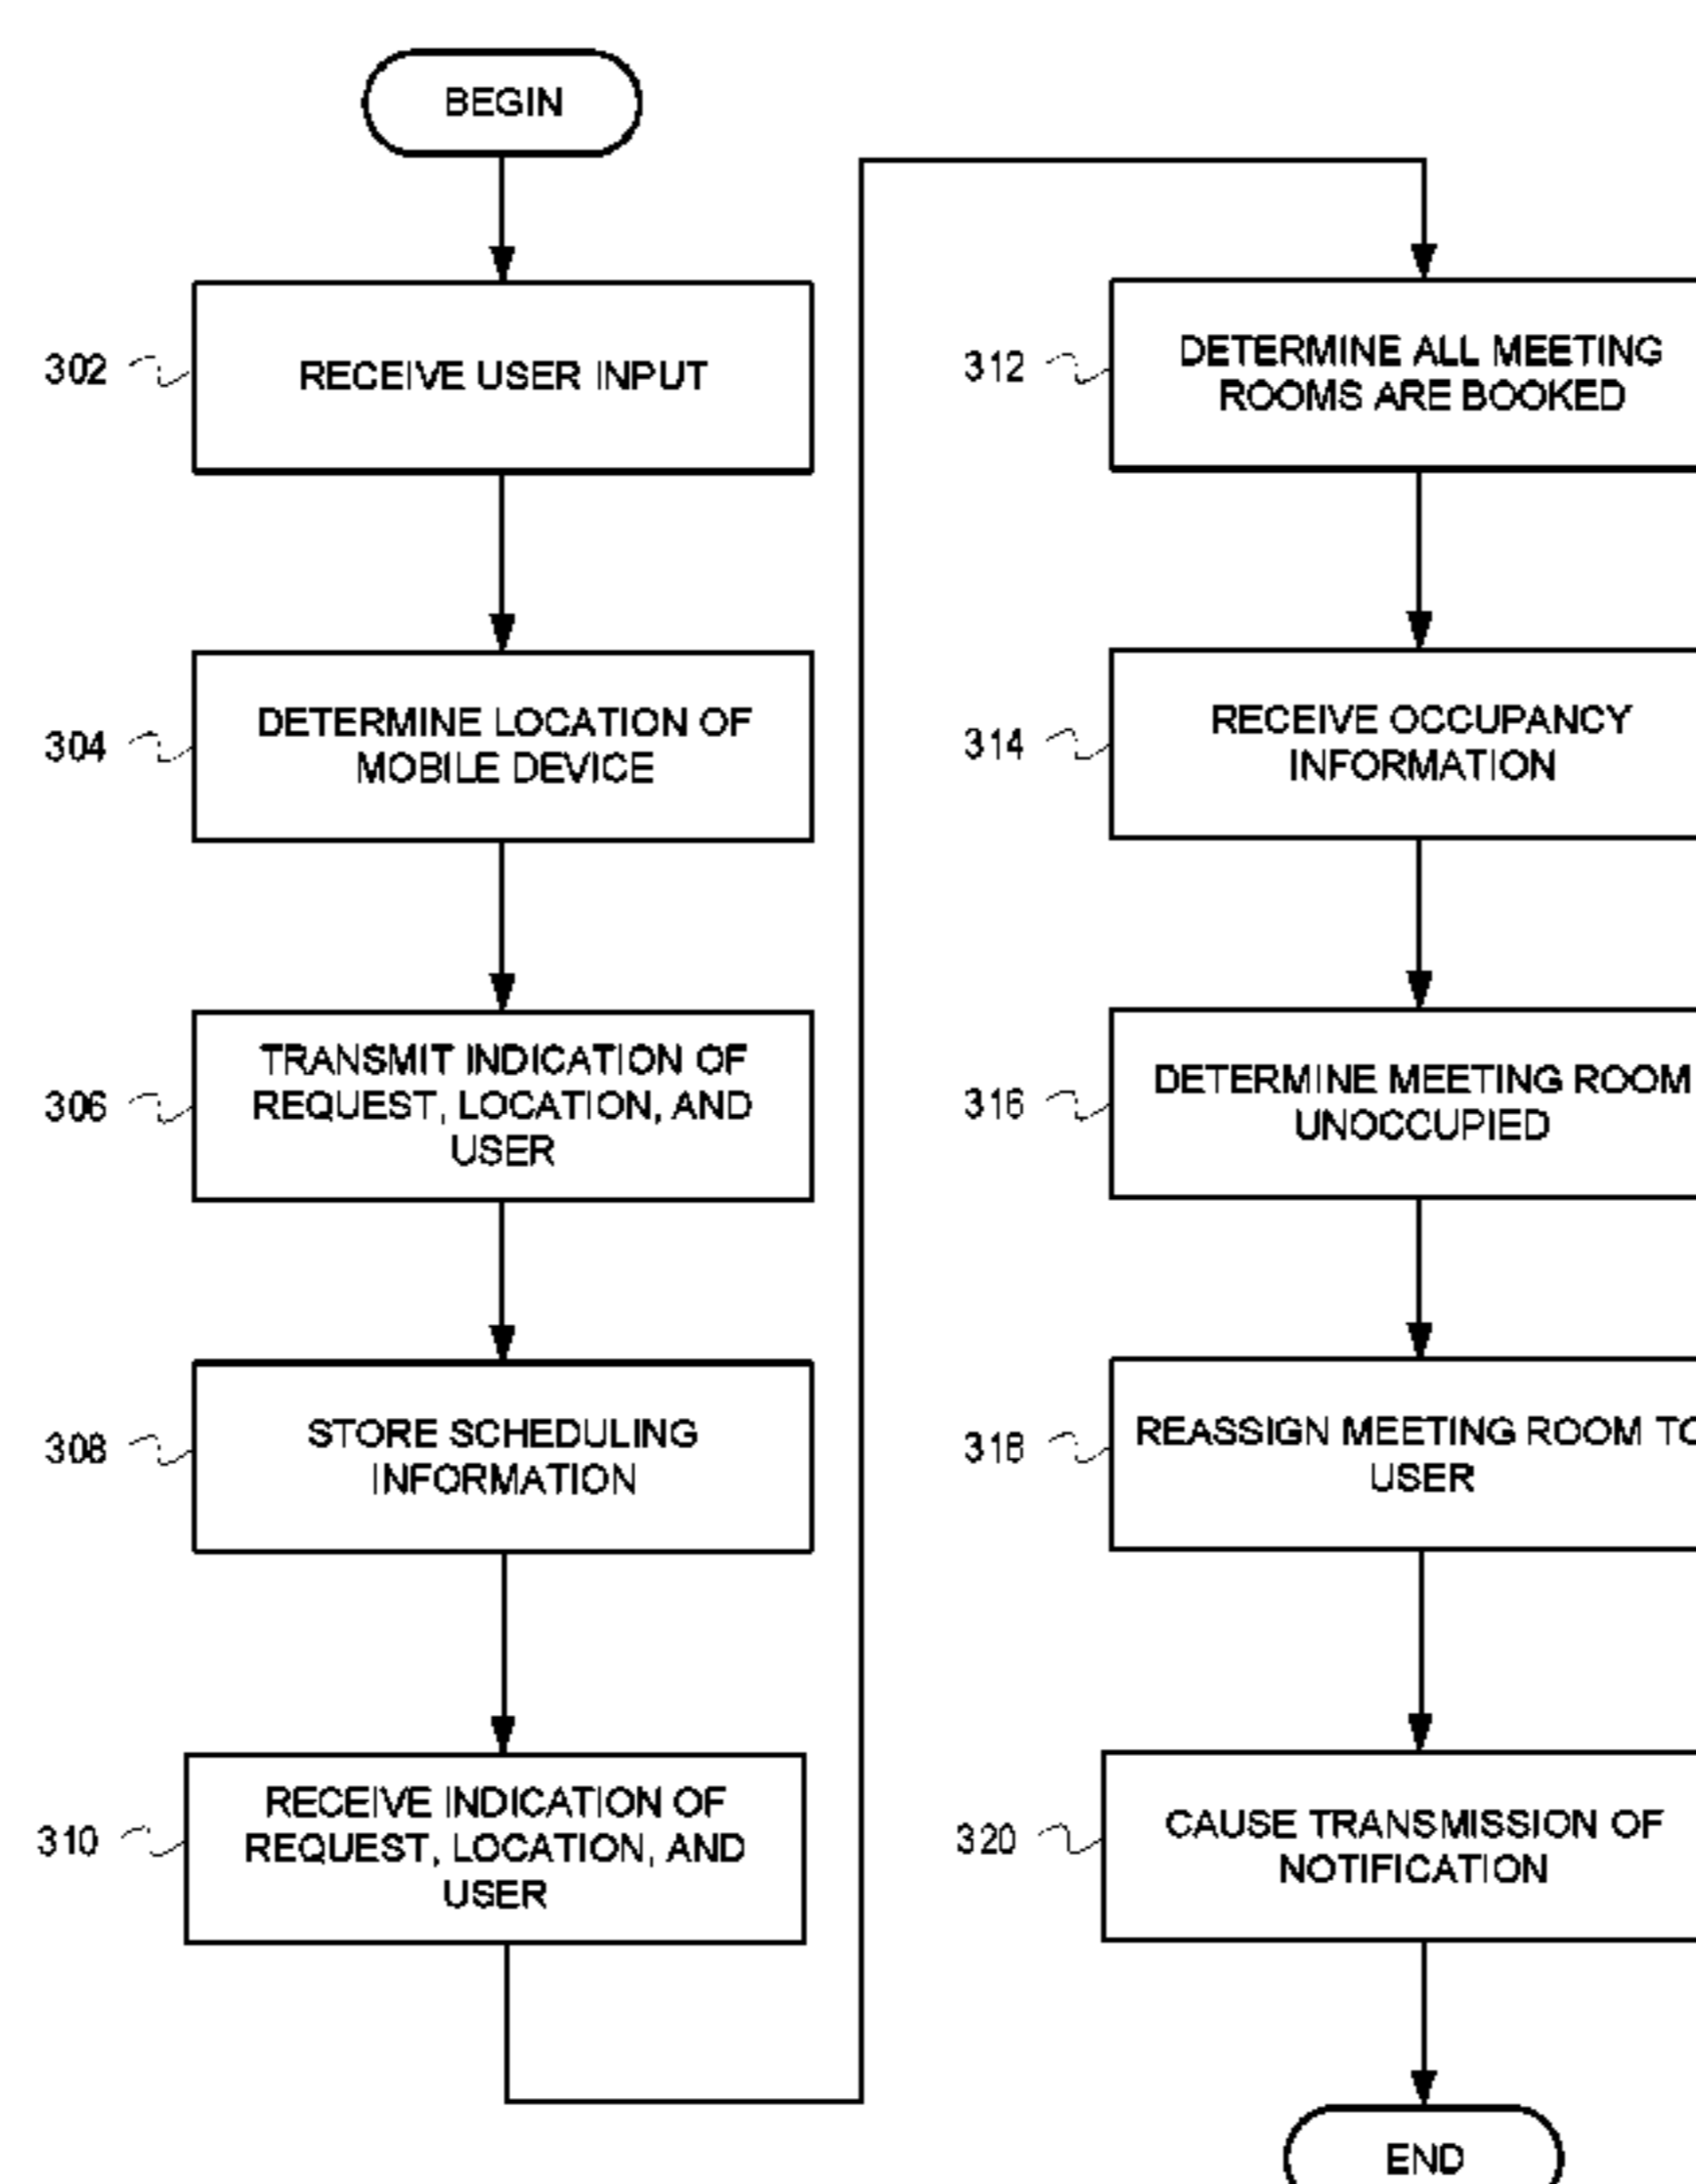 BEGIN
302
RECEIVE USER INPUT
304
DETERMINE LOCATION OF
MOBILE DEVICE
306
TRANSMIT INDICATION OF
REQUEST, LOCATION, AND
USER
308
STORE SCHEDULING
INFORMATION
310
RECEIVE INDICATION OF
REQUEST, LOCATION, AND
USER
312
DETERMINE ALL MEETING
ROOMS ARE BOOKED
314
RECEIVE OCCUPANCY
INFORMATION
316
DETERMINE MEETING ROOM
UNOCCUPIED
318
REASSIGN MEETING ROOM TO
USER
320
CAUSE TRANSMISSION OF
NOTIFICATION
END